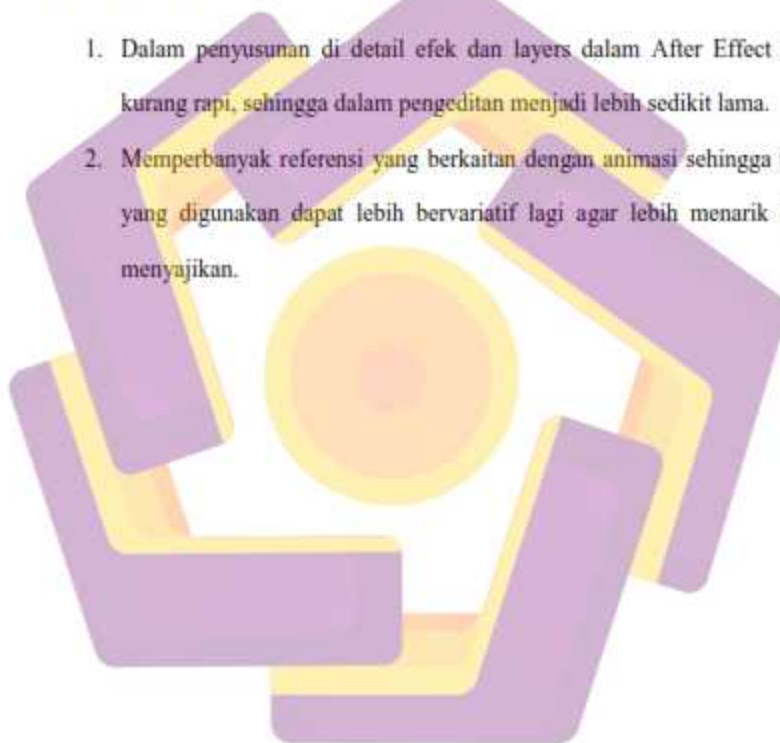 1. Dalam penyusunan di detail efek dan layers dalam After Effect
kurang rapi, sehingga dalam pengeditan menjadi lebih sedikit lama.
2. Memperbanyak referensi yang berkaitan dengan animasi sehingga
yang digunakan dapat lebih bervariatif lagi agar lebih menarik
menyajikan.